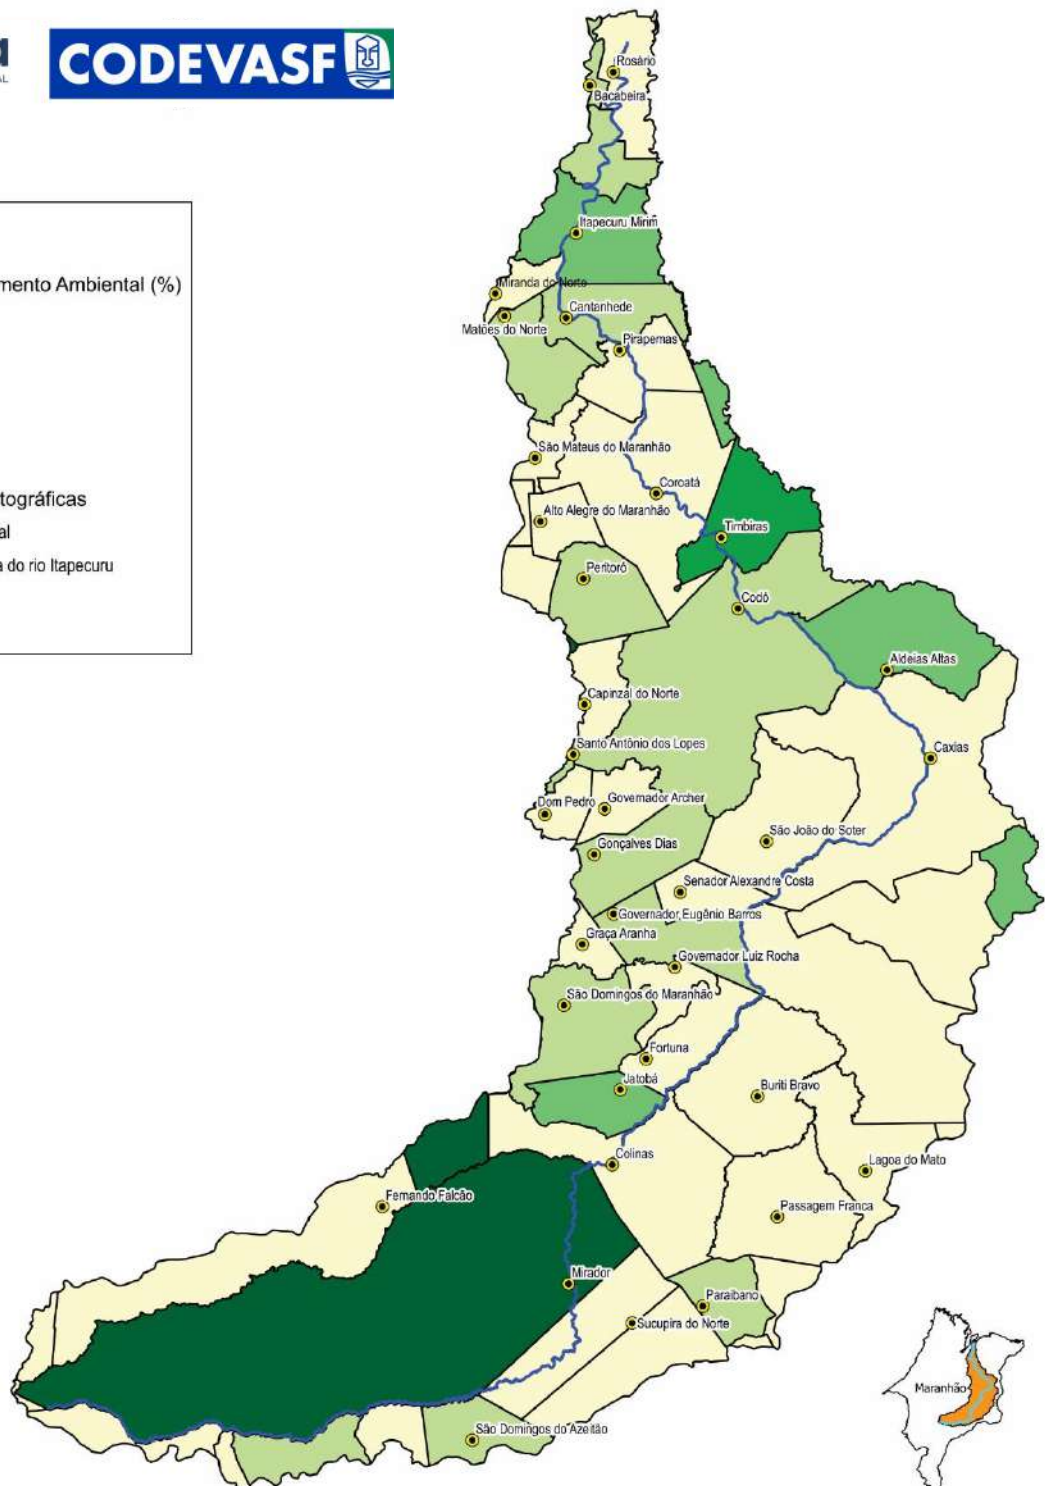 AL
CODEVASF
mento Ambiental (%)
tográficas
al
a do rio Itapecuru
Rosário
Bacabeira
Itapecuru Mirim
Miranda do Norte
Cantanhede
Matões do Norte
Pirapemas
São Mateus do Maranhão
Coroatá
Alto Alegre do Maranhão
Timbiras
Peritoró
Codó
Aldeias Altas
Capinzal do Norte
Santo Antônio dos Lopes
Caxias
Dom Pedro
Governador Archer
São João do Soter
Gonçalves Dias
Senador Alexandre Costa
Governador Eugênio Barros
Graça Aranha
Governador Luiz Rocha
São Domingos do Maranhão
Fortuna
Jatobá
Buriti Bravo
Colinas
Lagoa do Mato
Fernando Falcão
Passagem Franca
Mirador
Paraibano
Sucupira do Norte
São Domingos do Azeitão
Maranhão